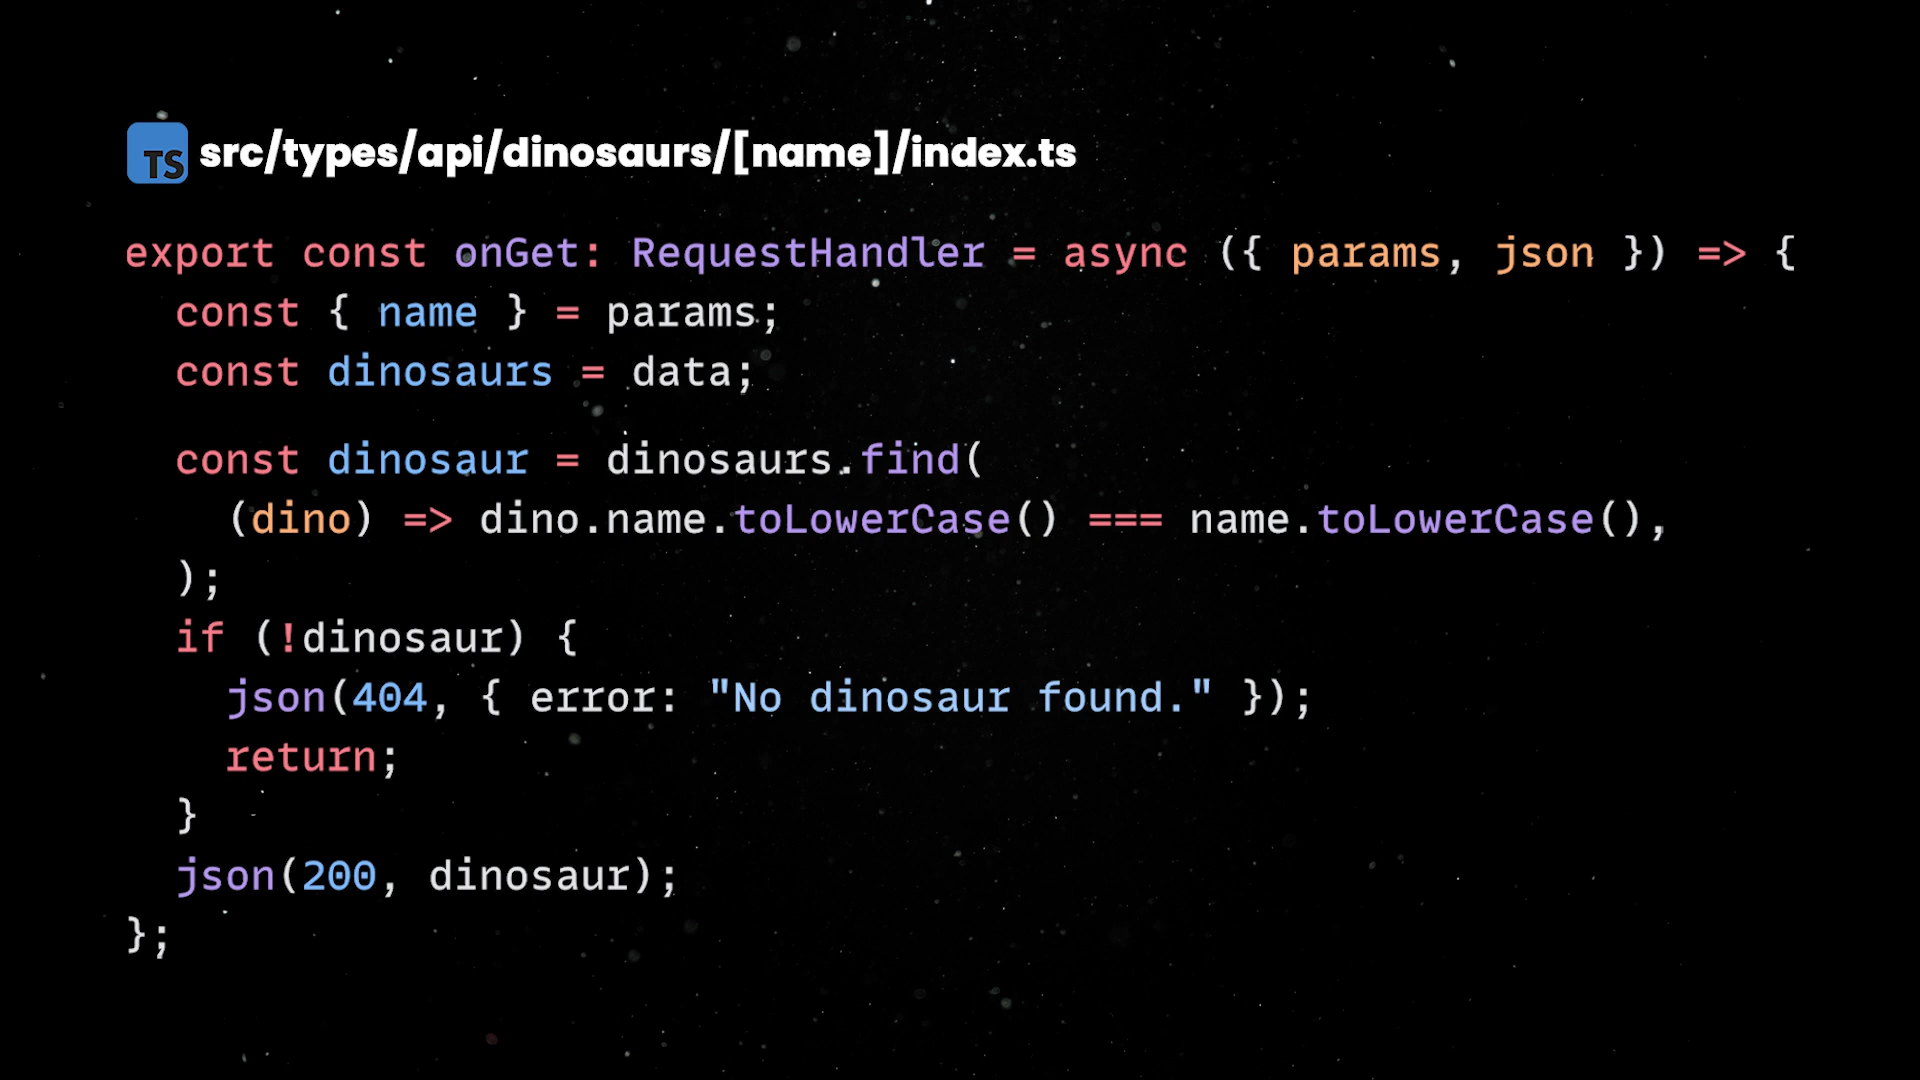 TS src/types/api/dinosaurs/[name]/index.ts
export const onGet: RequestHandler = async ({ params, json }) => {
  const { name } = params;
  const dinosaurs = data;
  const dinosaur = dinosaurs.find(
    (dino) => dino.name.toLowerCase() === name.toLowerCase(),
  );
  if (!dinosaur) {
    json(404, { error: "No dinosaur found." });
    return;
  }
  json(200, dinosaur);
};